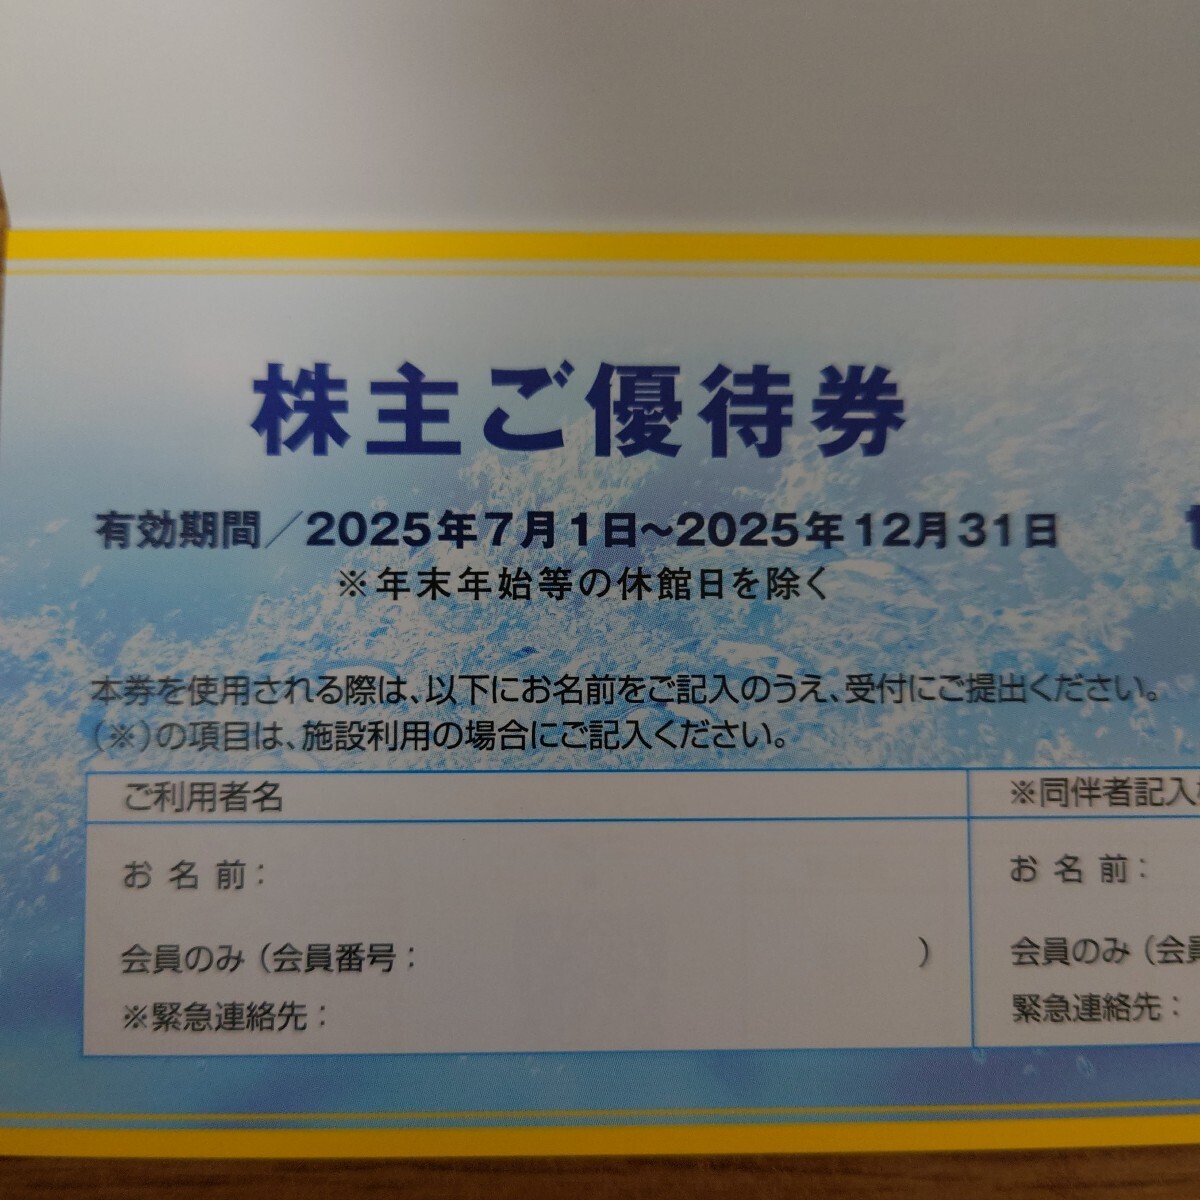 株主ご優待券
有効期間／2025年7月1日～2025年12月31日
※年末年始等の休館日を除く
本券を使用される際は、以下にお名前をご記入のうえ、受付にご提出ください。
(※)の項目は、施設利用の場合にご記入ください。
ご利用者名
お名前：
会員のみ（会員番号：　）
※緊急連絡先：
※同伴者記入
お名前：
会員のみ（会員
緊急連絡先：